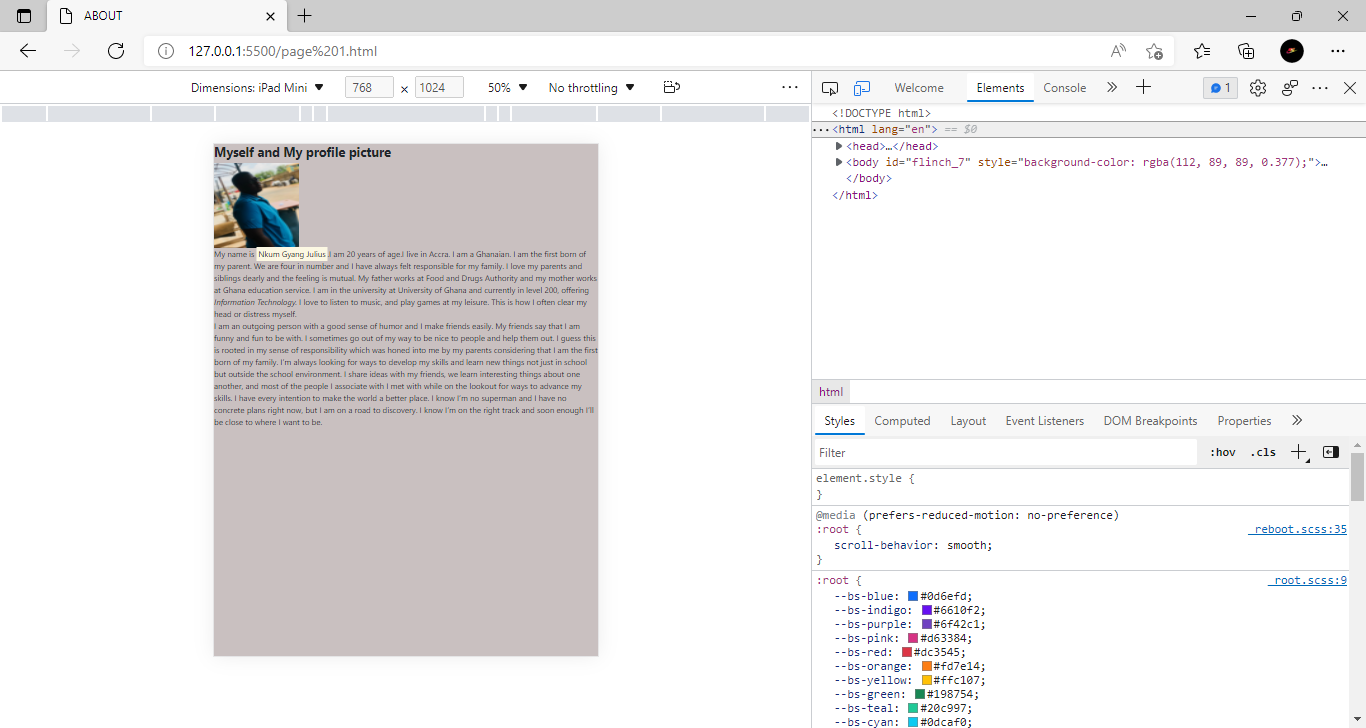 ABOUT
127.0.0.1:5500/page%201.html
Dimensions: iPad Mini 768 x 1024 50% No throttling
Welcome Elements Console 1
<!DOCTYPE html>
<html lang="en"> == $0
<head>…</head>
<body id="flinch_7" style="background-color: rgba(112, 89, 89, 0.377);">…
</body>
</html>
Myself and My profile picture
My name is Nkum Gyang Julius.I am 20 years of age.I live in Accra. I am a Ghanaian. I am the first born of
my parent. We are four in number and I have always felt responsible for my family. I love my parents and
siblings dearly and the feeling is mutual. My father works at Food and Drugs Authority and my mother works
at Ghana education service. I am in the university at University of Ghana and currently in level 200, offering
Information Technology. I love to listen to music, and play games at my leisure. This is how I often clear my
head or distress myself.
I am an outgoing person with a good sense of humor and I make friends easily. My friends say that I am
funny and fun to be with. I sometimes go out of my way to be nice to people and help them out. I guess this
is rooted in my sense of responsibility which was honed into me by my parents considering that I am the first
born of my family. I'm always looking for ways to develop my skills and learn new things not just in school
but outside the school environment. I share ideas with my friends, we learn interesting things about one
another, and most of the people I associate with I met with while on the lookout for ways to advance my
skills. I have every intention to make the world a better place. I know I'm no superman and I have no
concrete plans right now, but I am on a road to discovery. I know I'm on the right track and soon enough I'll
be close to where I want to be.
html
Styles Computed Layout Event Listeners DOM Breakpoints Properties
Filter :hov .cls
element.style {
}
@media (prefers-reduced-motion: no-preference)
:root { _reboot.scss:35
scroll-behavior: smooth;
}
:root { _root.scss:9
--bs-blue: #0d6efd;
--bs-indigo: #6610f2;
--bs-purple: #6f42c1;
--bs-pink: #d63384;
--bs-red: #dc3545;
--bs-orange: #fd7e14;
--bs-yellow: #ffc107;
--bs-green: #198754;
--bs-teal: #20c997;
--bs-cyan: #0dcaf0;